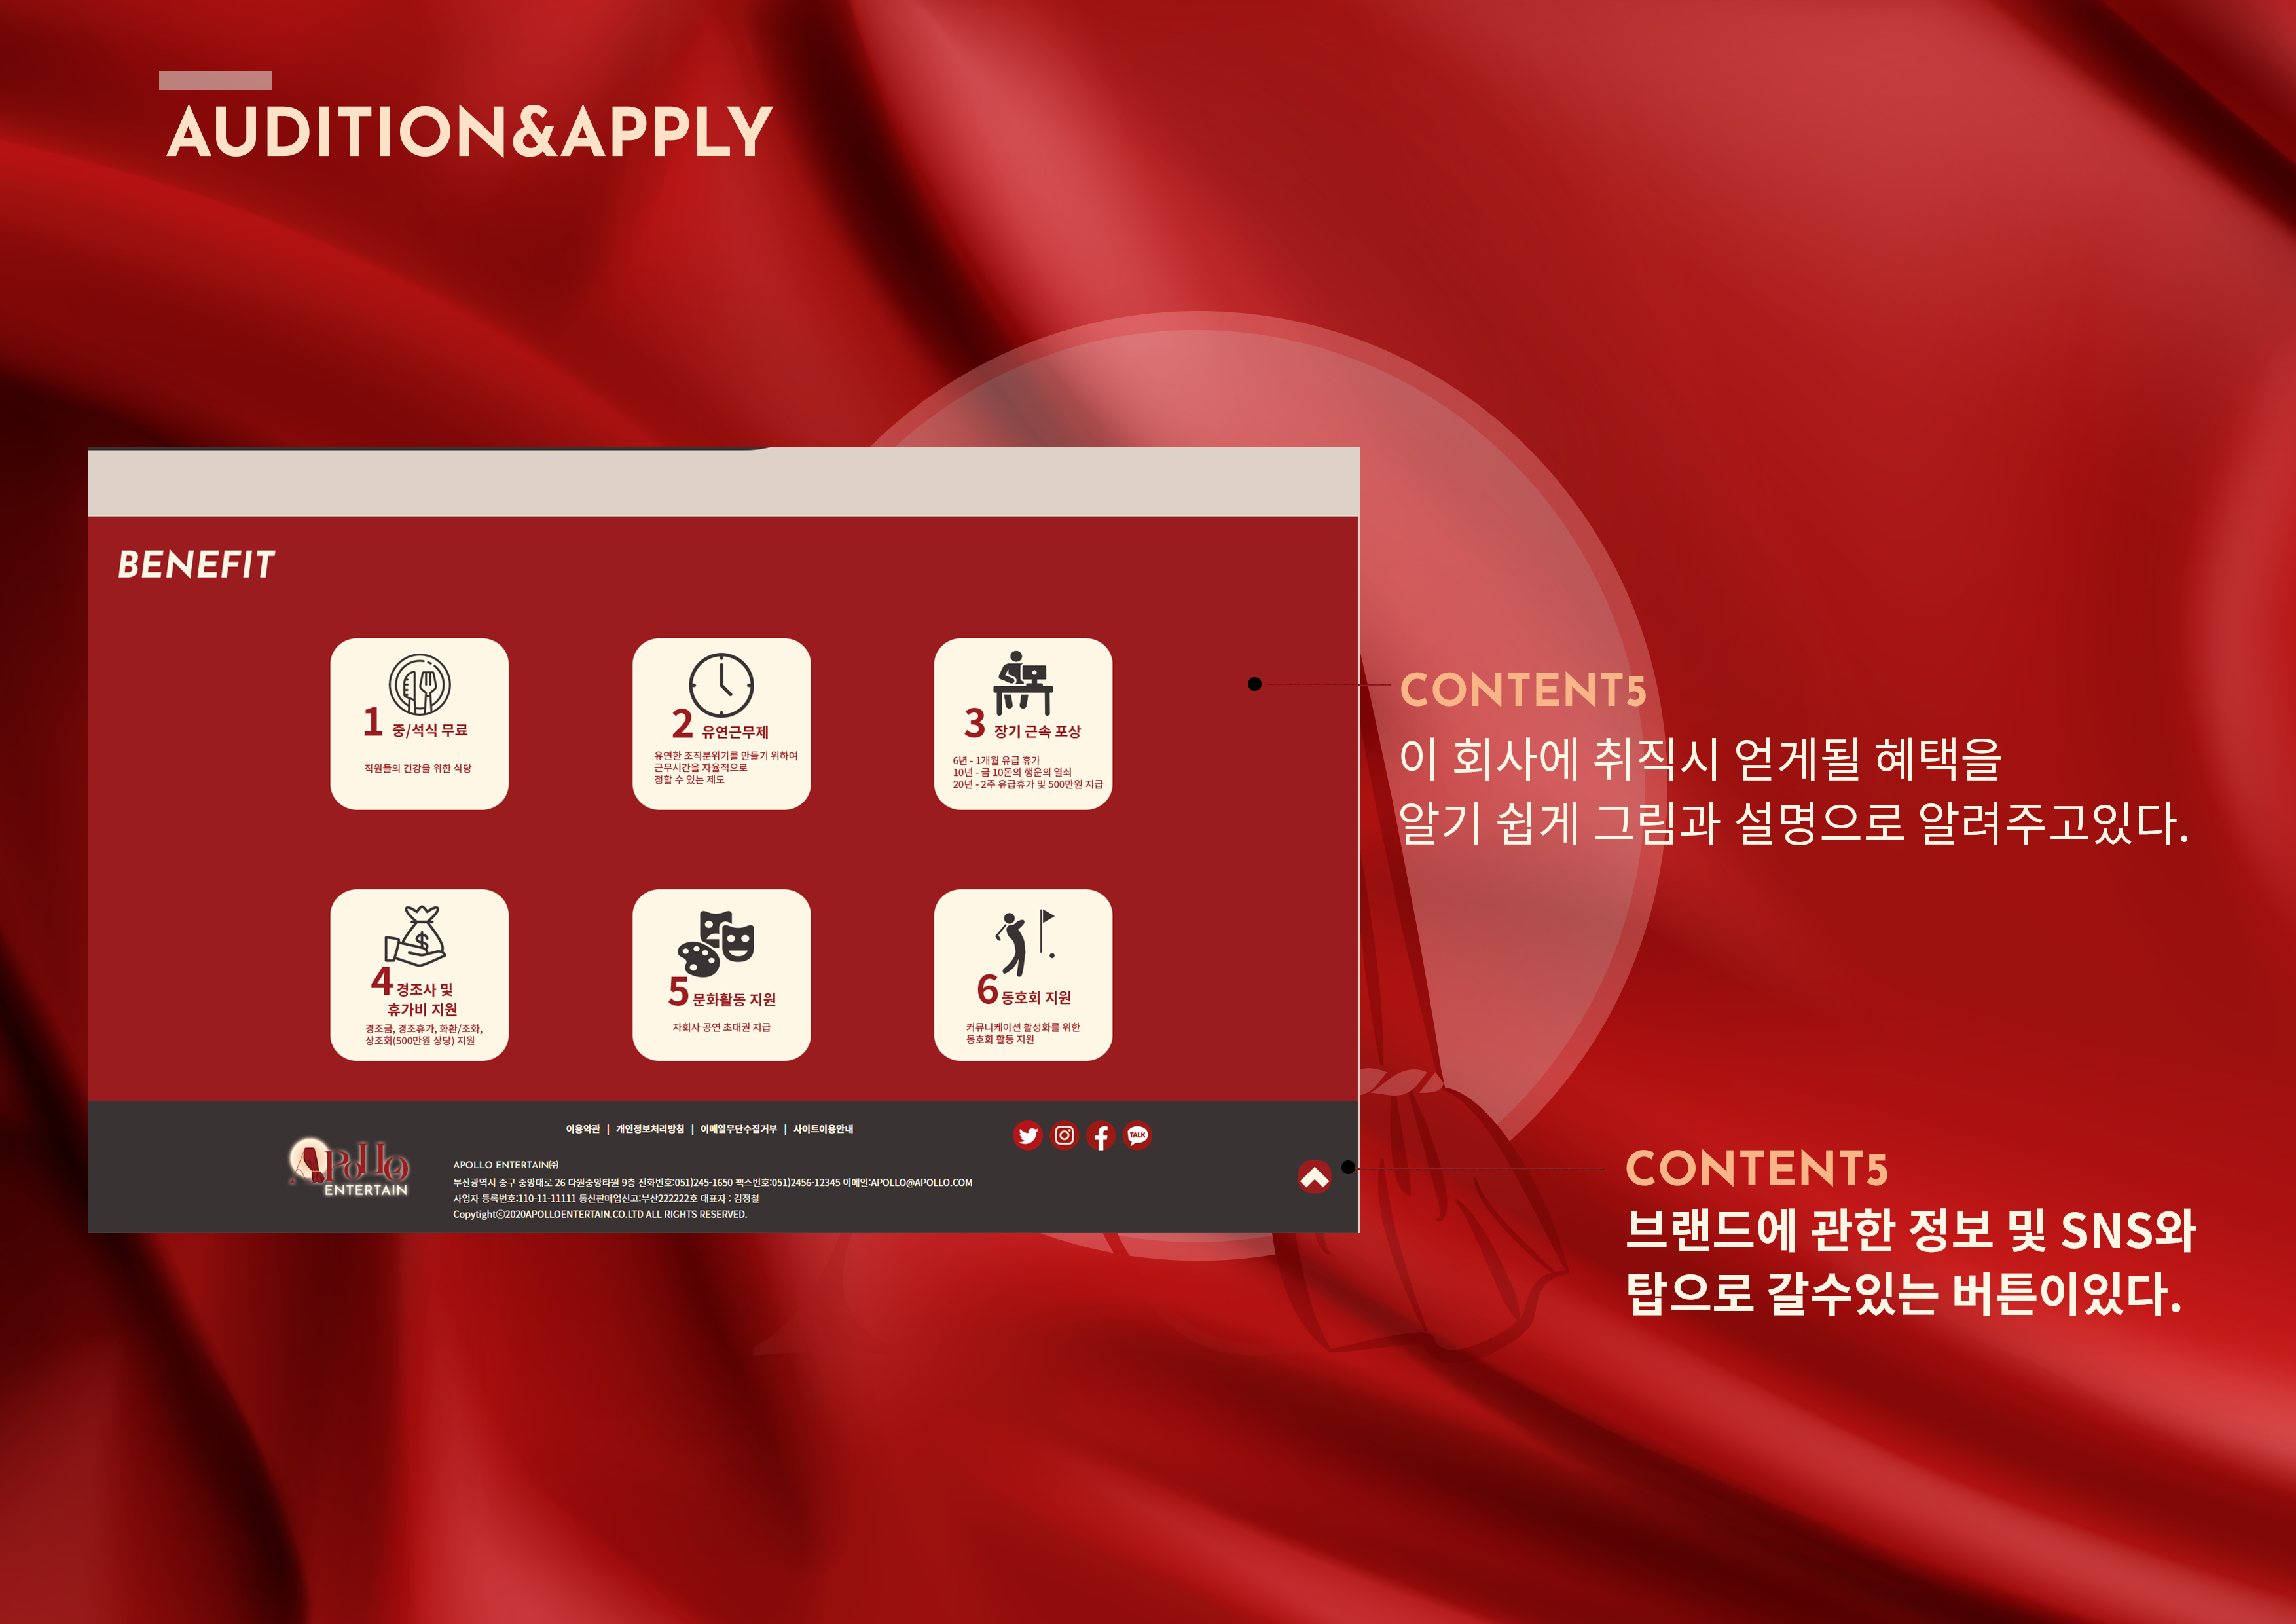 AUDITION&APPLY
BENEFIT
1 중/석식 무료
직원들의 건강을 위한 식당
2 유연근무제
유연한 조직분위기를 만들기 위하여
근무시간을 자율적으로
정할 수 있는 제도
3 장기 근속 포상
6년 - 1개월 유급 휴가
10년 - 금 10돈의 행운의 열쇠
20년 - 2주 유급휴가 및 500만원 지급
4 경조사 및
휴가비 지원
경조금, 경조휴가, 화환/조화,
상조회(500만원 상당) 지원
5 문화활동 지원
자회사 공연 초대권 지급
6 동호회 지원
커뮤니케이션 활성화를 위한
동호회 활동 지원
CONTENT5
이 회사에 취직시 얻게될 혜택을
알기 쉽게 그림과 설명으로 알려주고있다.
Apollo
ENTERTAIN
이용약관 | 개인정보처리방침 | 이메일무단수집거부 | 사이트이용안내
TALK
APOLLO ENTERTAIN㈜
부산광역시 중구 중앙대로 26 다원중앙타원 9층 전화번호:051)245-1650 팩스번호:051)2456-12345 이메일:APOLLO@APOLLO.COM
사업자 등록번호:110-11-11111 통신판매업신고:부산222222호 대표자 : 김정철
Copytightⓒ2020APOLLOENTERTAIN.CO.LTD ALL RIGHTS RESERVED.
CONTENT5
브랜드에 관한 정보 및 SNS와
탑으로 갈수있는 버튼이있다.